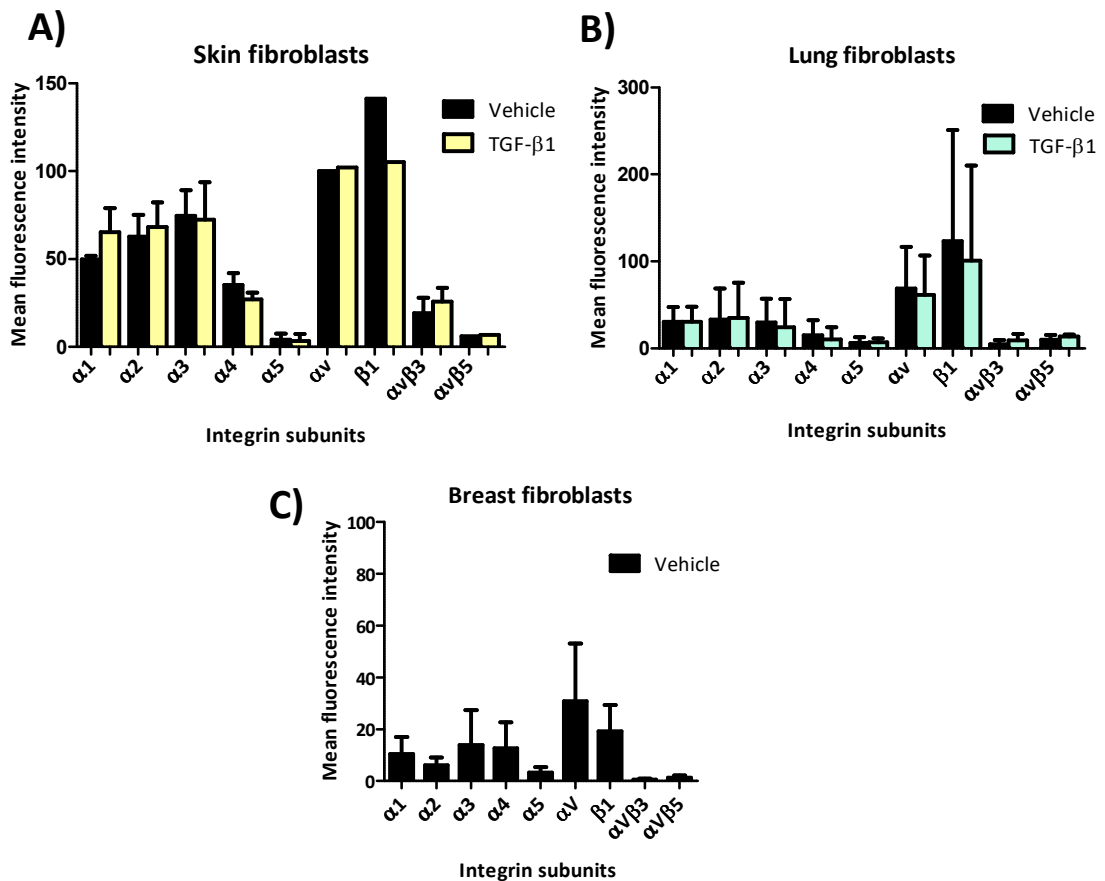 A)
Skin fibroblasts
Mean fluorescence intensity
150
100
50
0
Vehicle
TGF-β1
α1 α2 α3 α4 α5 αv β1 αvβ3 αvβ5
Integrin subunits
B)
Lung fibroblasts
Mean fluorescence intensity
300
200
100
0
Vehicle
TGF-β1
α1 α2 α3 α4 α5 αv β1 αvβ3 αvβ5
Integrin subunits
C)
Breast fibroblasts
Mean fluorescence intensity
100
80
60
40
20
0
Vehicle
α1 α2 α3 α4 α5 αV β1 αVβ3 αVβ5
Integrin subunits